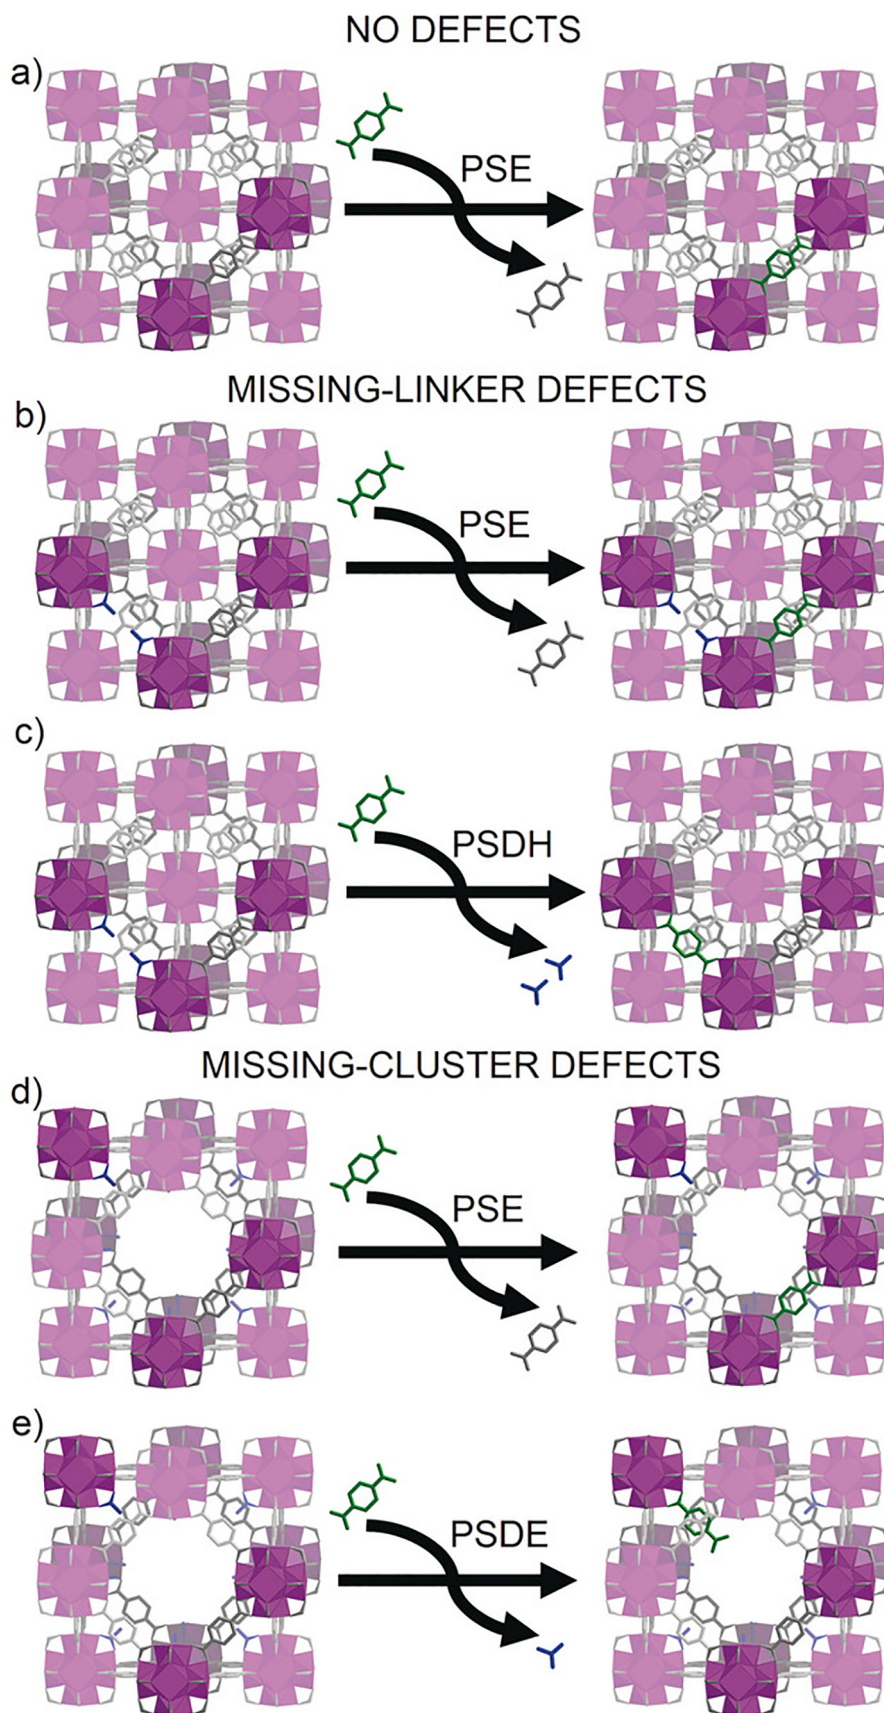 NO DEFECTS
a)
PSE
MISSING-LINKER DEFECTS
b)
PSE
c)
PSDH
MISSING-CLUSTER DEFECTS
d)
PSE
e)
PSDE